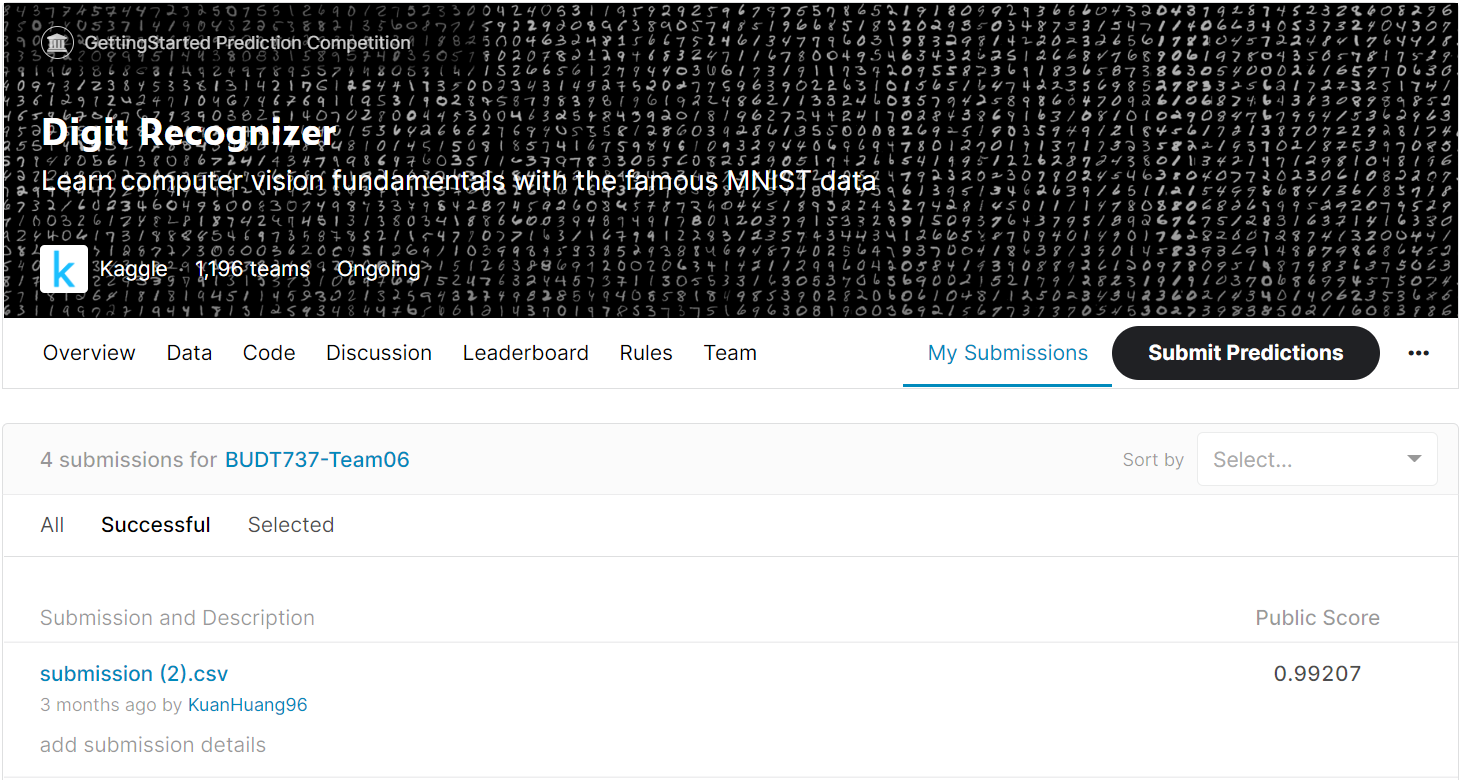 GettingStarted Prediction Competition
Digit Recognizer
Learn computer vision fundamentals with the famous MNIST data
k Kaggle · 1,196 teams · Ongoing
Overview Data Code Discussion Leaderboard Rules Team My Submissions Submit Predictions ...
4 submissions for BUDT737-Team06 Sort by Select...
All Successful Selected
Submission and Description Public Score
submission (2).csv 0.99207
3 months ago by KuanHuang96
add submission details